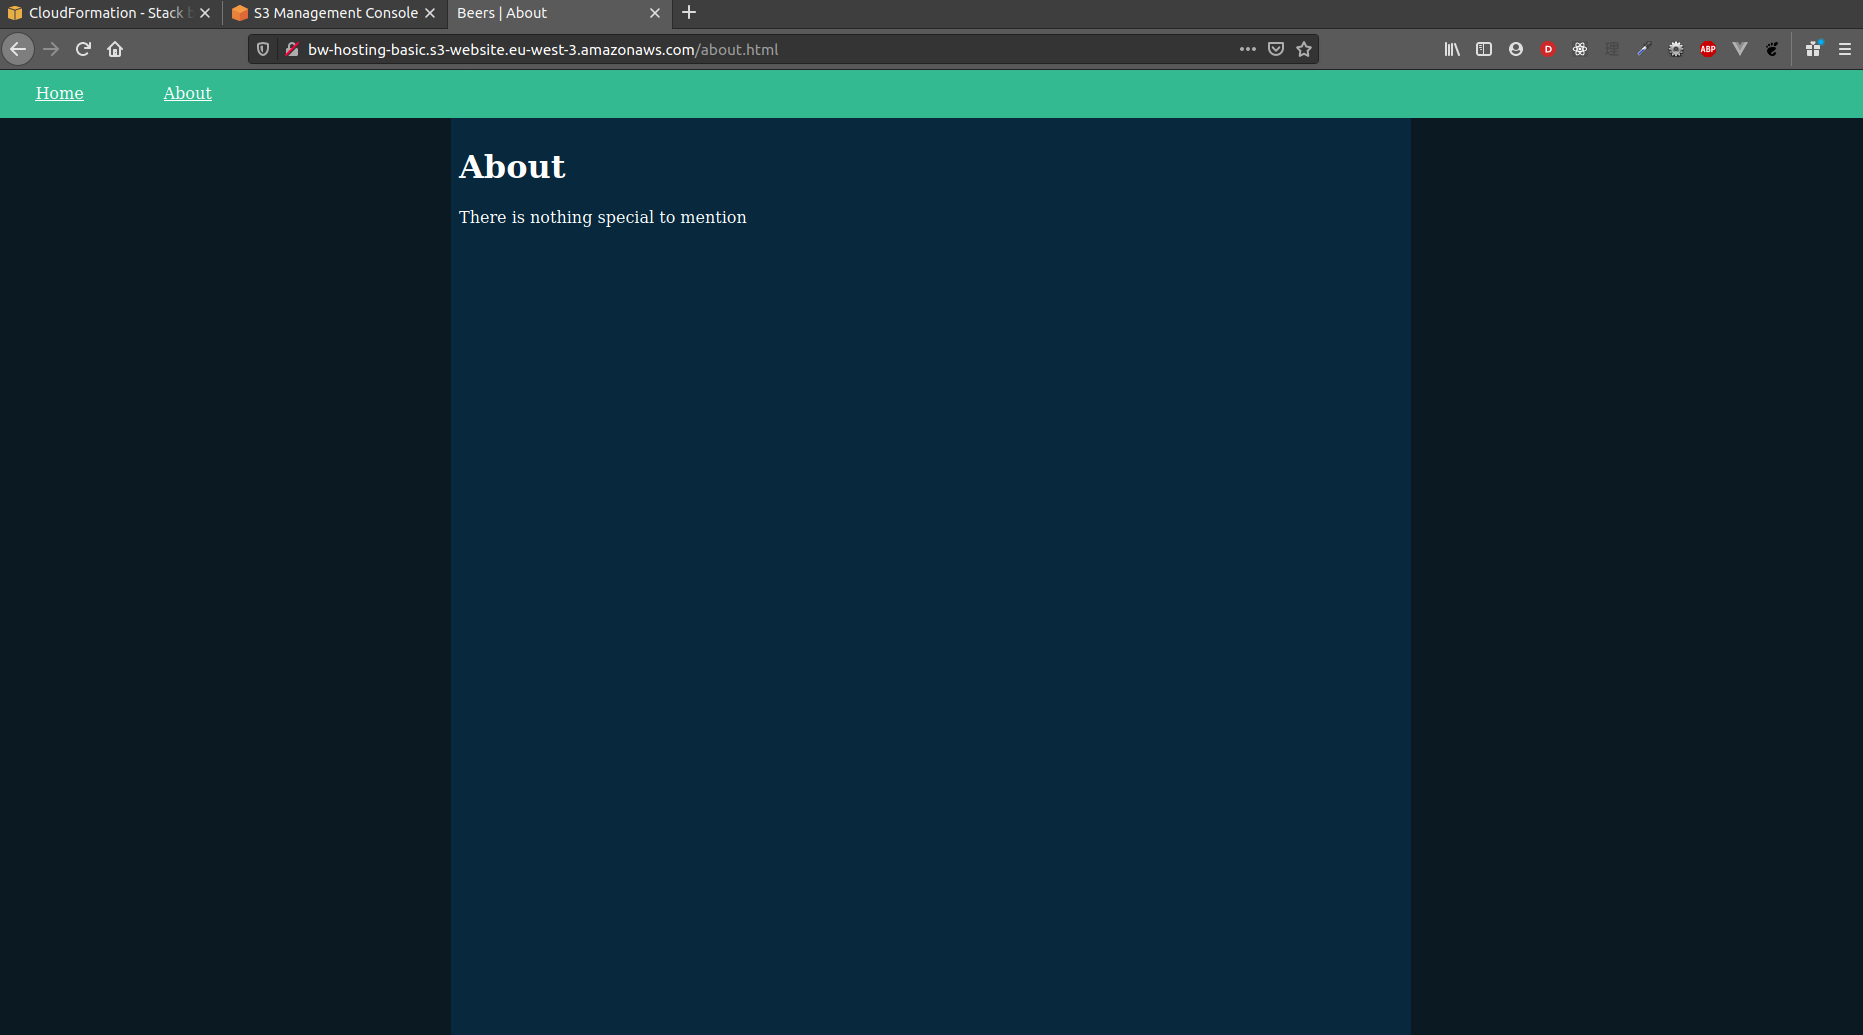 CloudFormation - Stack
S3 Management Console
Beers | About
bw-hosting-basic.s3-website.eu-west-3.amazonaws.com/about.html
D
ABP
Home
About
About
There is nothing special to mention